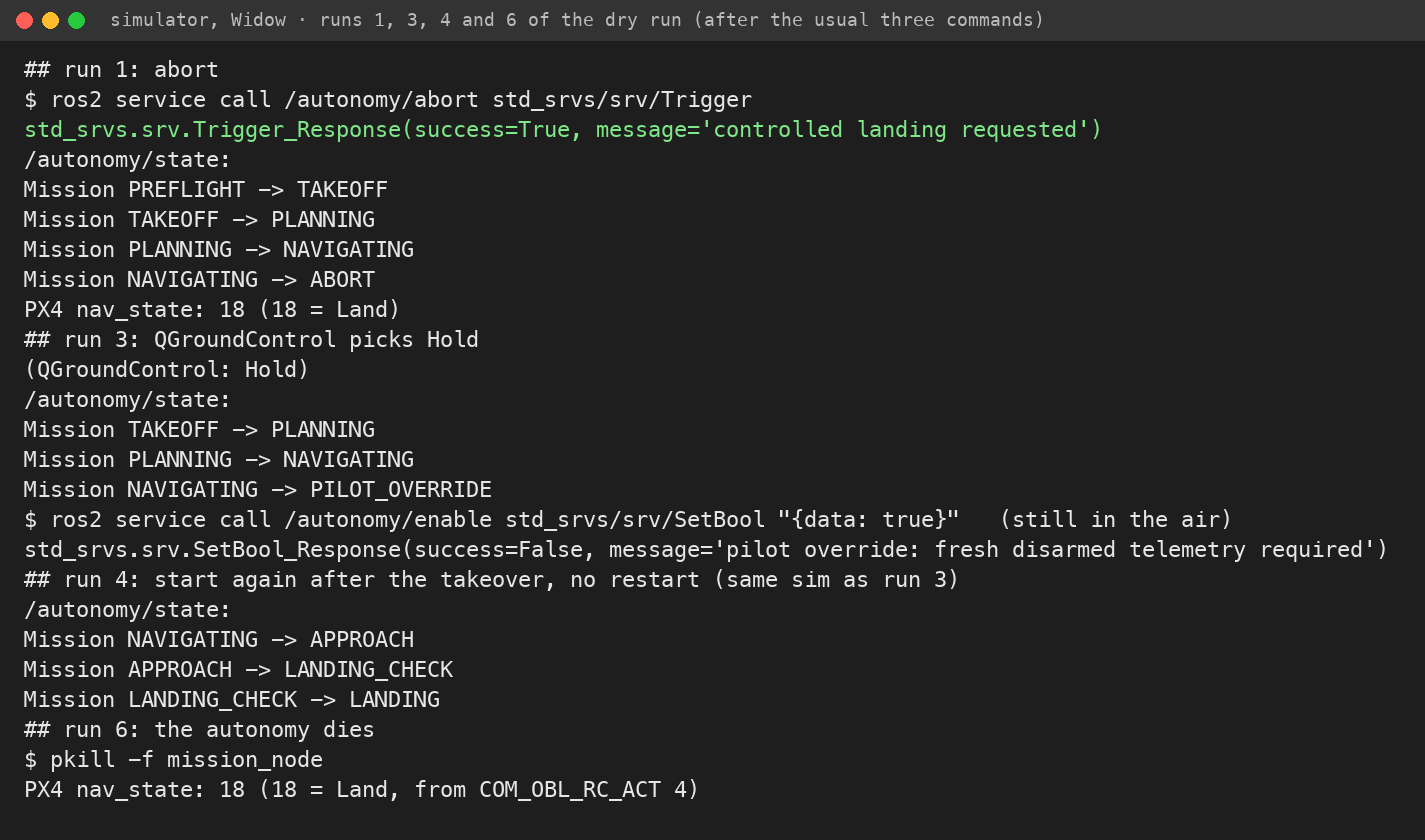 simulator, Widow · runs 1, 3, 4 and 6 of the dry run (after the usual three commands)
## run 1: abort
$ ros2 service call /autonomy/abort std_srvs/srv/Trigger
std_srvs.srv.Trigger_Response(success=True, message='controlled landing requested')
/autonomy/state:
Mission PREFLIGHT −> TAKEOFF
Mission TAKEOFF −> PLANNING
Mission PLANNING −> NAVIGATING
Mission NAVIGATING −> ABORT
PX4 nav_state: 18 (18 = Land)
## run 3: QGroundControl picks Hold
(QGroundControl: Hold)
/autonomy/state:
Mission TAKEOFF −> PLANNING
Mission PLANNING −> NAVIGATING
Mission NAVIGATING −> PILOT_OVERRIDE
$ ros2 service call /autonomy/enable std_srvs/srv/SetBool "{data: true}"   (still in the air)
std_srvs.srv.SetBool_Response(success=False, message='pilot override: fresh disarmed telemetry required')
## run 4: start again after the takeover, no restart (same sim as run 3)
/autonomy/state:
Mission NAVIGATING −> APPROACH
Mission APPROACH −> LANDING_CHECK
Mission LANDING_CHECK −> LANDING
## run 6: the autonomy dies
$ pkill −f mission_node
PX4 nav_state: 18 (18 = Land, from COM_OBL_RC_ACT 4)